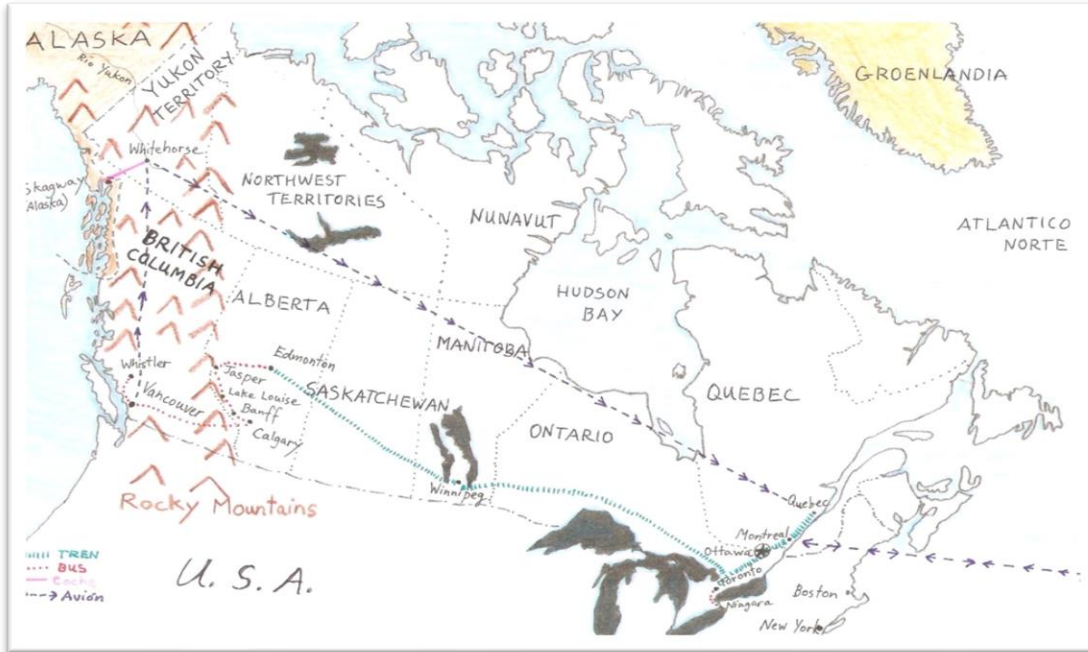 ALASKA
Rio Yukon
YUKON
TERRITORY
GROENLANDIA
Whitehorse
Skagway
(Alaska)
NORTHWEST
TERRITORIES
NUNAVUT
ATLANTICO
NORTE
BRITISH
COLUMBIA
ALBERTA
HUDSON
BAY
MANITOBA
Whistler
Edmonton
Jasper
SASKATCHEWAN
Lake Louise
Vancouver
Banff
Calgary
QUEBEC
ONTARIO
Winnipeg
Rocky Mountains
Quebec
Montreal
Ottawa
Toronto
Niagara
Boston
New York
U. S. A.
TREN
BUS
Coche
Avión